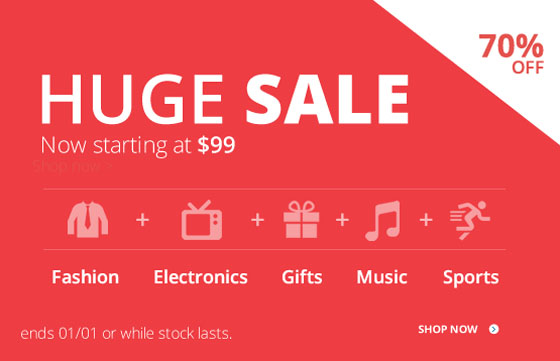 70%
OFF
HUGE SALE
Now starting at $99
Shop now >
Fashion Electronics Gifts Music Sports
ends 01/01 or while stock lasts.
SHOP NOW